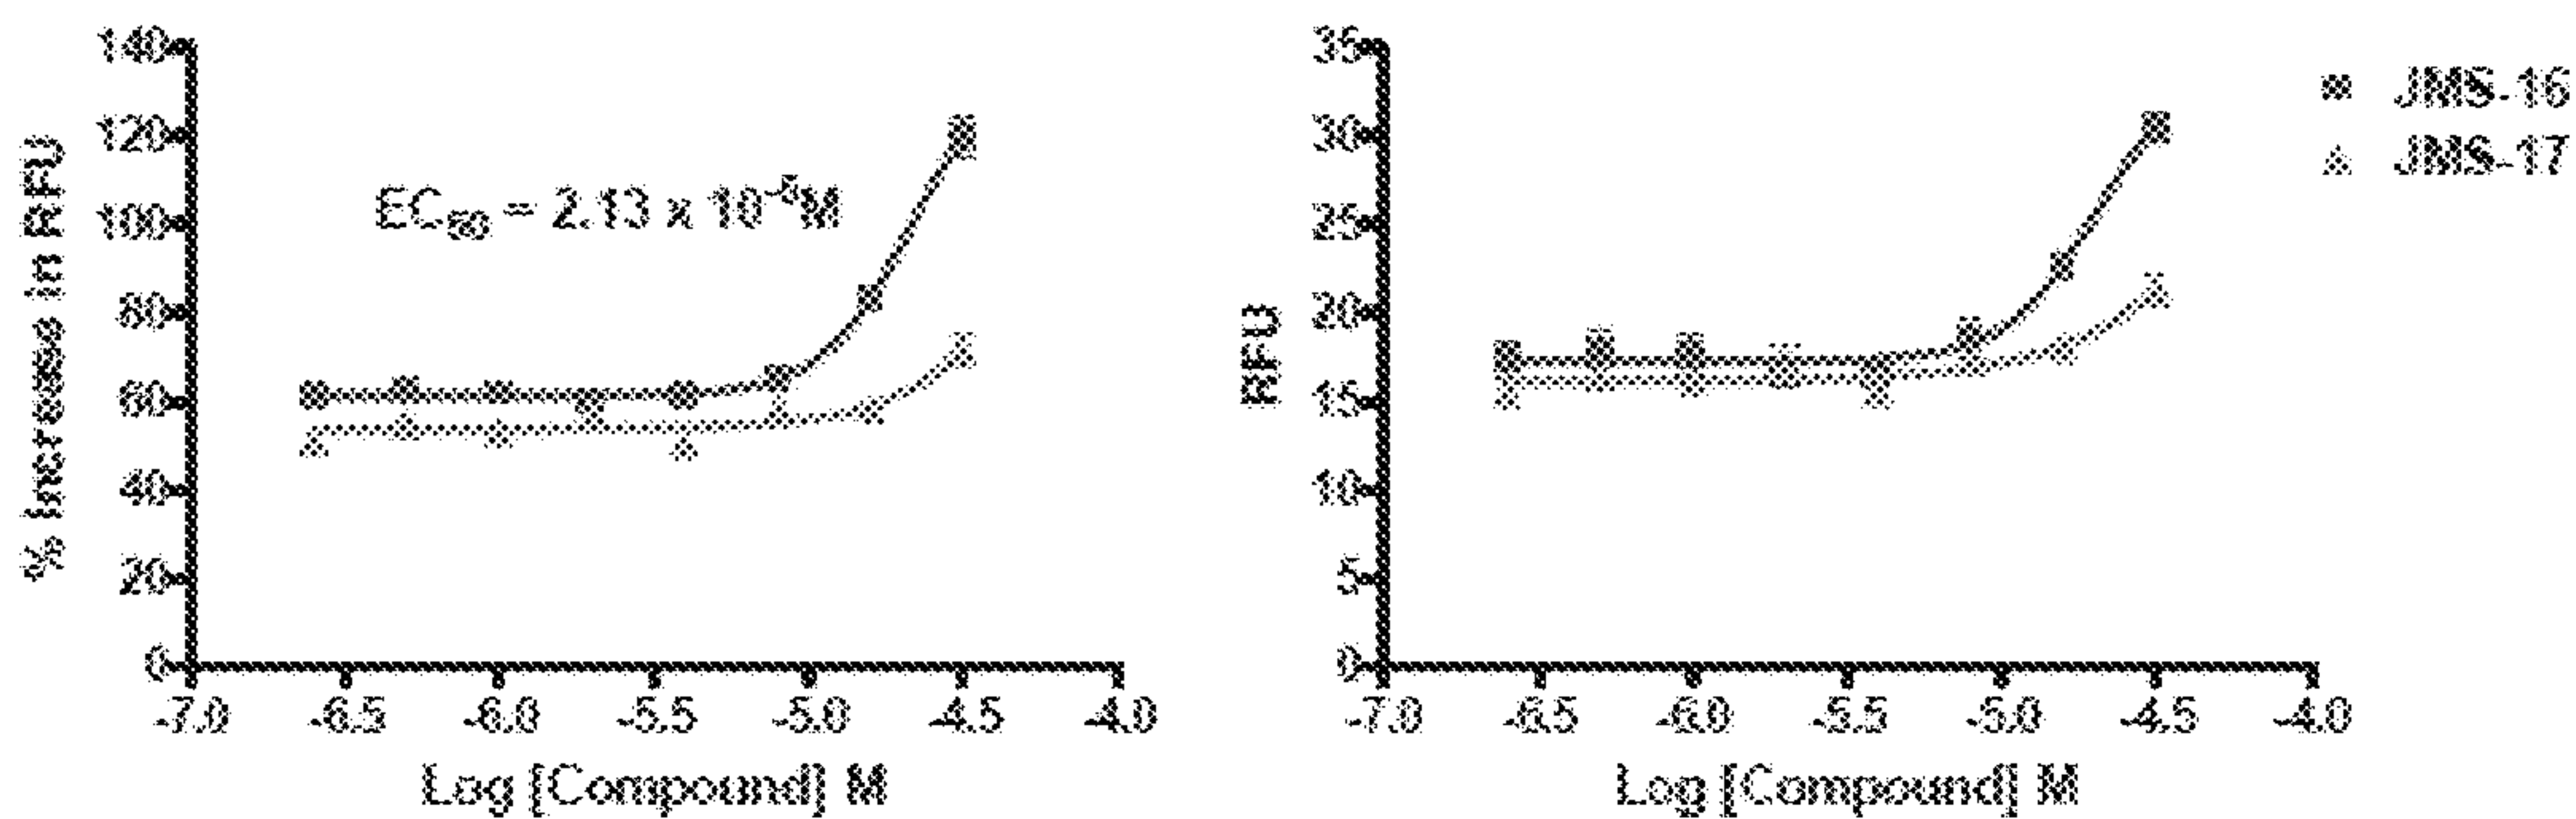 % Increase in RFU
140
120
100
80
60
40
20
0
EC50 = 2.13 x 10-5M
-7.0 -6.5 -6.0 -5.5 -5.0 -4.5 -4.0
Log [Compound] M
RFU
35
30
25
20
15
10
5
0
-7.0 -6.5 -6.0 -5.5 -5.0 -4.5 -4.0
Log [Compound] M
JMS-16
JMS-17